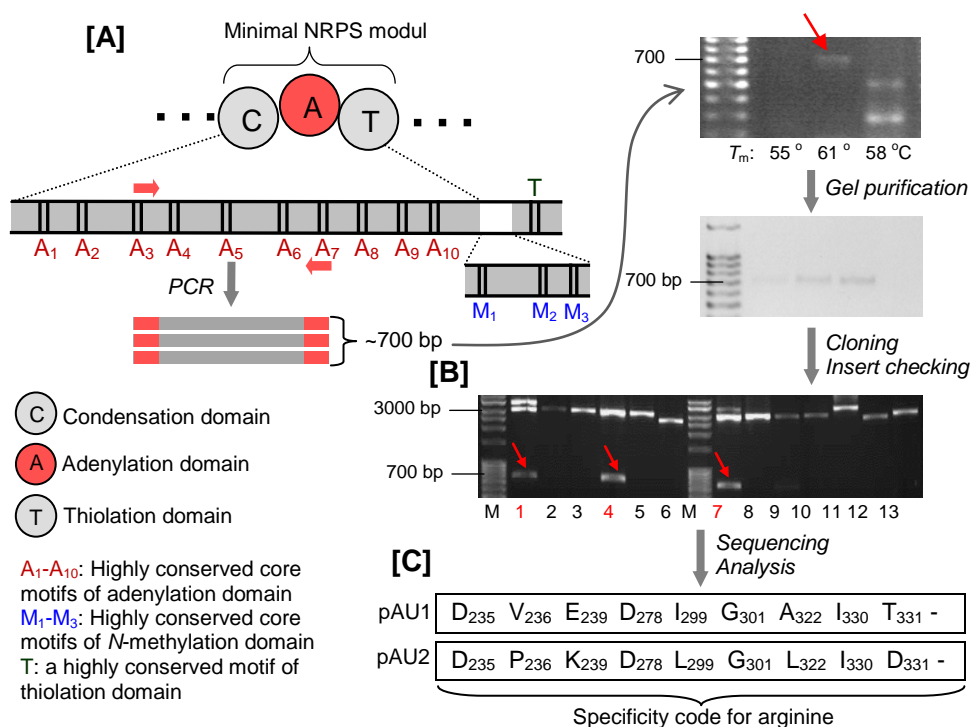 [A]
Minimal NRPS modul
C
A
T
T
A1 A2 A3 A4 A5 A6 A7 A8 A9 A10
PCR
M1 M2 M3
~700 bp
700
Tm: 55 o 61 o 58 oC
Gel purification
700 bp
Cloning
Insert checking
[B]
3000 bp
700 bp
M 1 2 3 4 5 6 M 7 8 9 10 11 12 13
C Condensation domain
A Adenylation domain
T Thiolation domain
A1-A10: Highly conserved core
motifs of adenylation domain
M1-M3: Highly conserved core
motifs of N-methylation domain
T: a highly conserved motif of
thiolation domain
Sequencing
Analysis
[C]
pAU1 D235 V236 E239 D278 I299 G301 A322 I330 T331 -
pAU2 D235 P236 K239 D278 L299 G301 L322 I330 D331 -
Specificity code for arginine